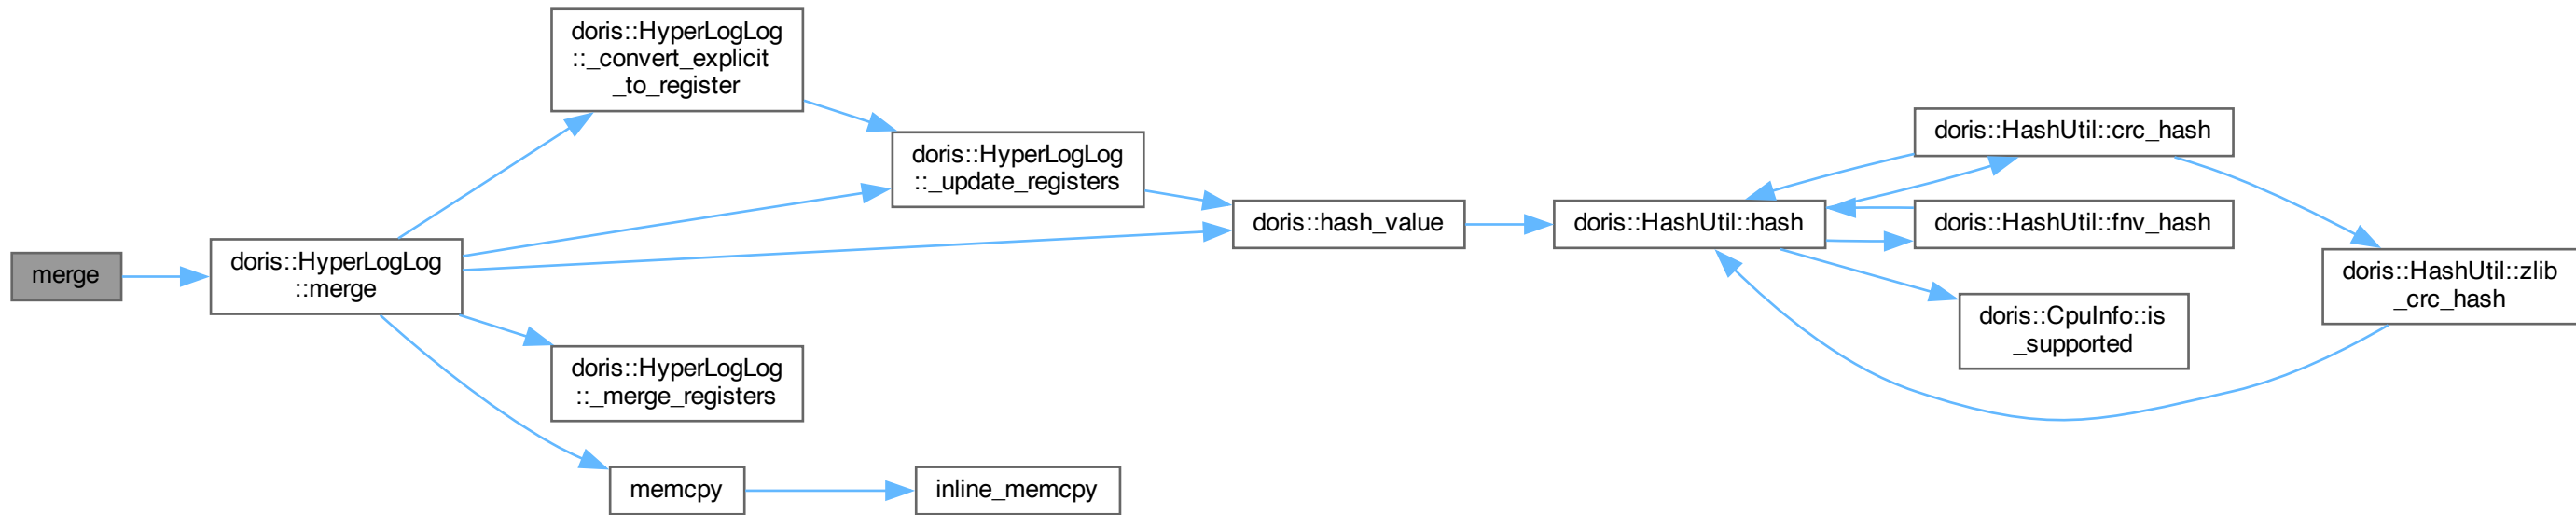 merge
doris::HyperLogLog
::merge
doris::HyperLogLog
::_convert_explicit
_to_register
doris::HyperLogLog
::_update_registers
doris::HyperLogLog
::_merge_registers
memcpy
inline_memcpy
doris::hash_value
doris::HashUtil::hash
doris::HashUtil::crc_hash
doris::HashUtil::fnv_hash
doris::CpuInfo::is
_supported
doris::HashUtil::zlib
_crc_hash